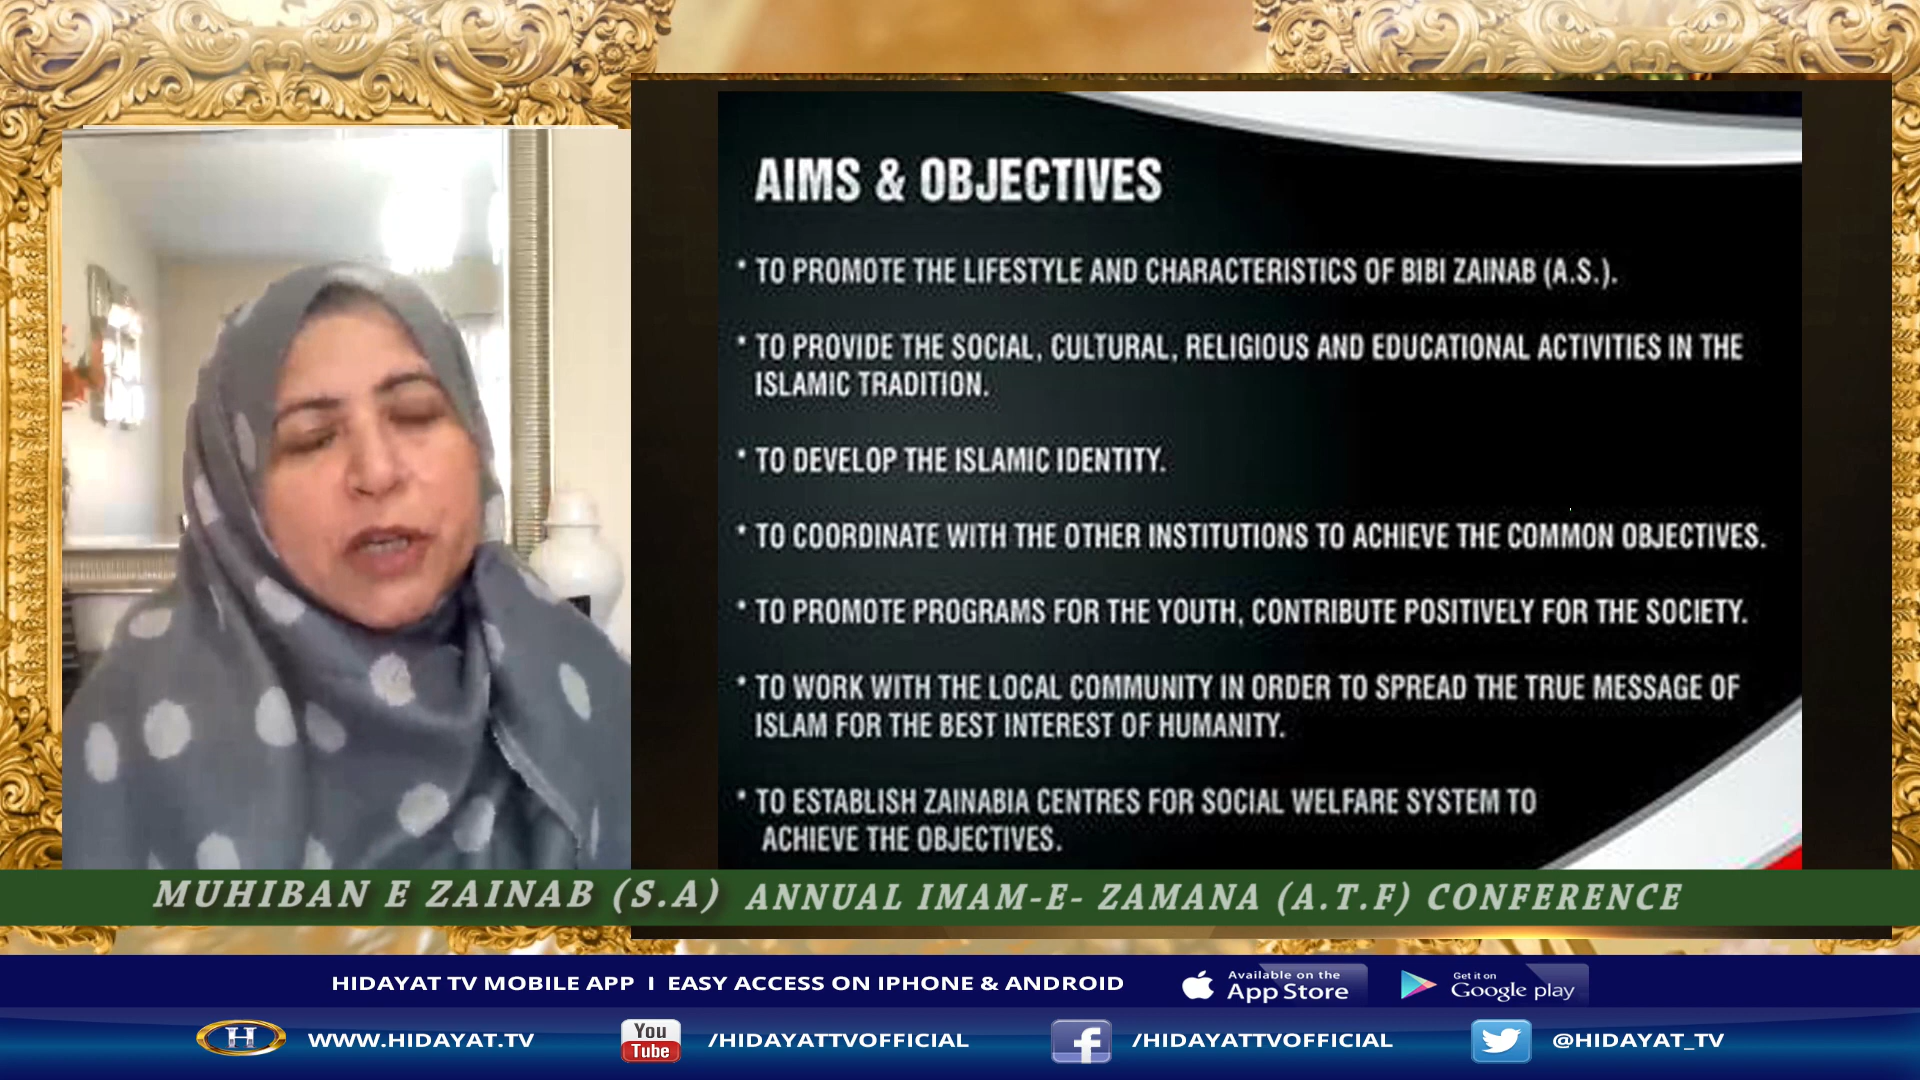 AIMS & OBJECTIVES
* TO PROMOTE THE LIFESTYLE AND CHARACTERISTICS OF BIBI ZAINAB (A.S.).
* TO PROVIDE THE SOCIAL, CULTURAL, RELIGIOUS AND EDUCATIONAL ACTIVITIES IN THE
ISLAMIC TRADITION.
* TO DEVELOP THE ISLAMIC IDENTITY.
* TO COORDINATE WITH THE OTHER INSTITUTIONS TO ACHIEVE THE COMMON OBJECTIVES.
* TO PROMOTE PROGRAMS FOR THE YOUTH, CONTRIBUTE POSITIVELY FOR THE SOCIETY.
* TO WORK WITH THE LOCAL COMMUNITY IN ORDER TO SPREAD THE TRUE MESSAGE OF
ISLAM FOR THE BEST INTEREST OF HUMANITY.
* TO ESTABLISH ZAINABIA CENTRES FOR SOCIAL WELFARE SYSTEM TO
ACHIEVE THE OBJECTIVES.
MUHIBAN E ZAINAB (S.A) ANNUAL IMAM-E- ZAMANA (A.T.F) CONFERENCE
HIDAYAT TV MOBILE APP I EASY ACCESS ON IPHONE & ANDROID
Available on the
App Store
Get it on
Google play
H WWW.HIDAYAT.TV
You
Tube
/HIDAYATTVOFFICIAL
f /HIDAYATTVOFFICIAL
@HIDAYAT_TV